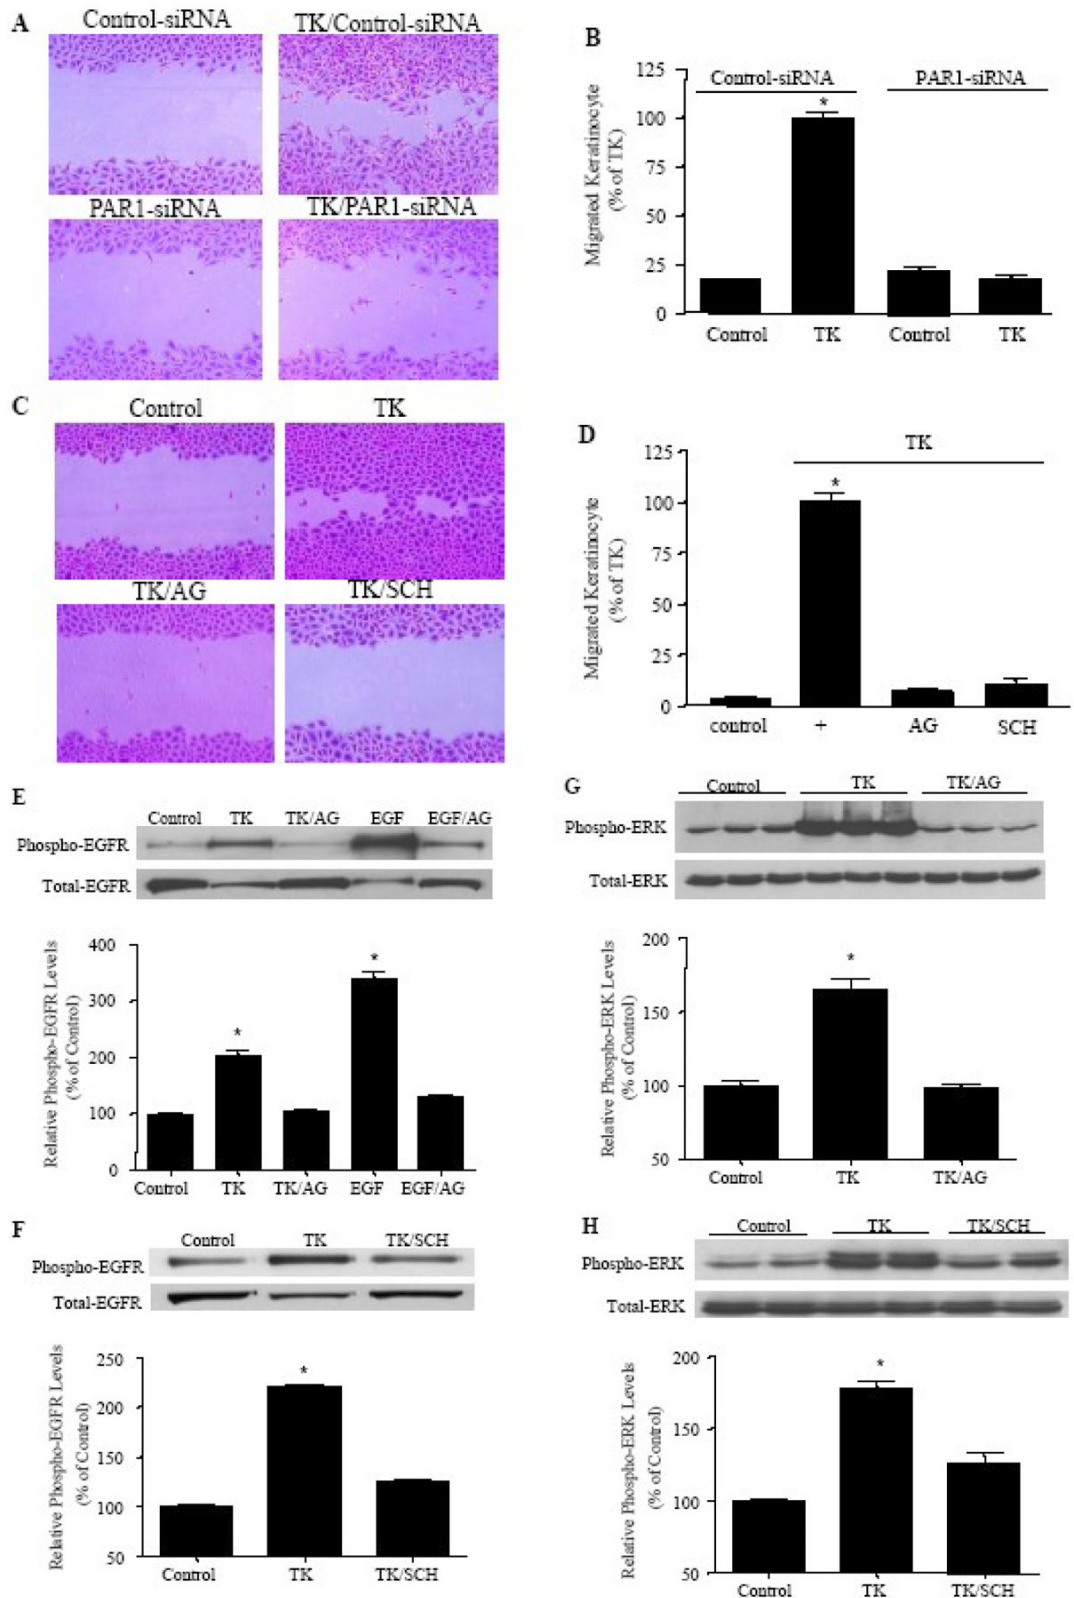 A
Control-siRNA
TK/Control-siRNA
PAR1-siRNA
TK/PAR1-siRNA
B
Migrated Keratinocyte
(% of TK)
125
100
75
50
25
0
Control-siRNA
PAR1-siRNA
*
Control
TK
Control
TK
C
Control
TK
TK/AG
TK/SCH
D
Migrated Keratinocyte
(% of TK)
125
100
75
50
25
0
TK
*
control
+
AG
SCH
E
Control TK TK/AG EGF EGF/AG
Phospho-EGFR
Total-EGFR
Relative Phospho-EGFR Levels
(% of Control)
400
300
200
100
0
*
*
Control TK TK/AG EGF EGF/AG
G
Control TK TK/AG
Phospho-ERK
Total-ERK
Relative Phospho-ERK Levels
(% of Control)
200
150
100
50
*
Control TK TK/AG
F
Control TK TK/SCH
Phospho-EGFR
Total-EGFR
Relative Phospho-EGFR Levels
(% of Control)
250
200
150
100
50
*
Control TK TK/SCH
H
Control TK TK/SCH
Phospho-ERK
Total-ERK
Relative Phospho-ERK Levels
(% of Control)
200
150
100
50
*
Control TK TK/SCH